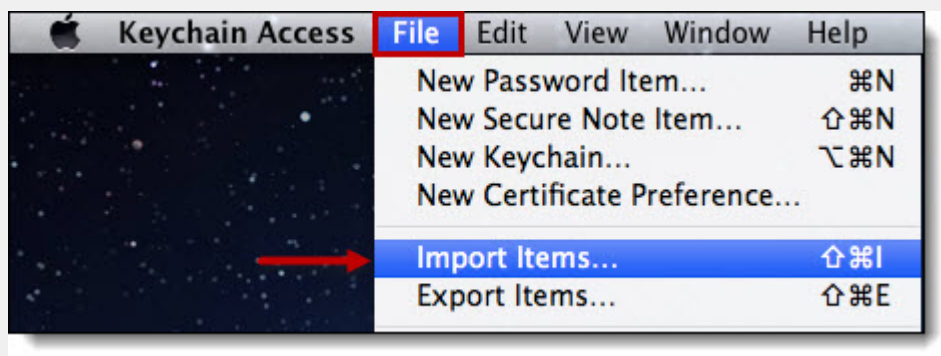 Keychain Access File Edit View Window Help
New Password Item... ⌘N
New Secure Note Item... ⇧⌘N
New Keychain... ⌥⌘N
New Certificate Preference...
Import Items... ⇧⌘I
Export Items... ⇧⌘E